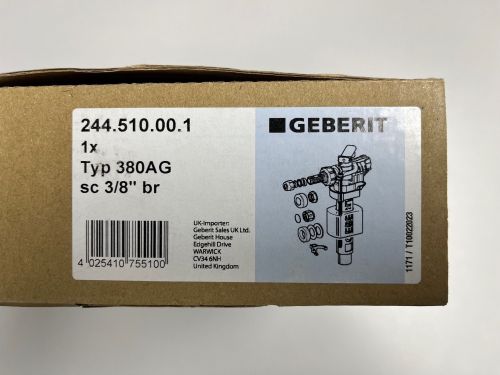 244.510.00.1
1x
Typ 380AG
sc 3/8" br
GEBERIT
4 025410 755100
UK-Importer:
Geberit Sales UK Ltd.
Geberit House
Edgehill Drive
WARWICK
CV34 6NH
United Kingdom
1171 / T10822023